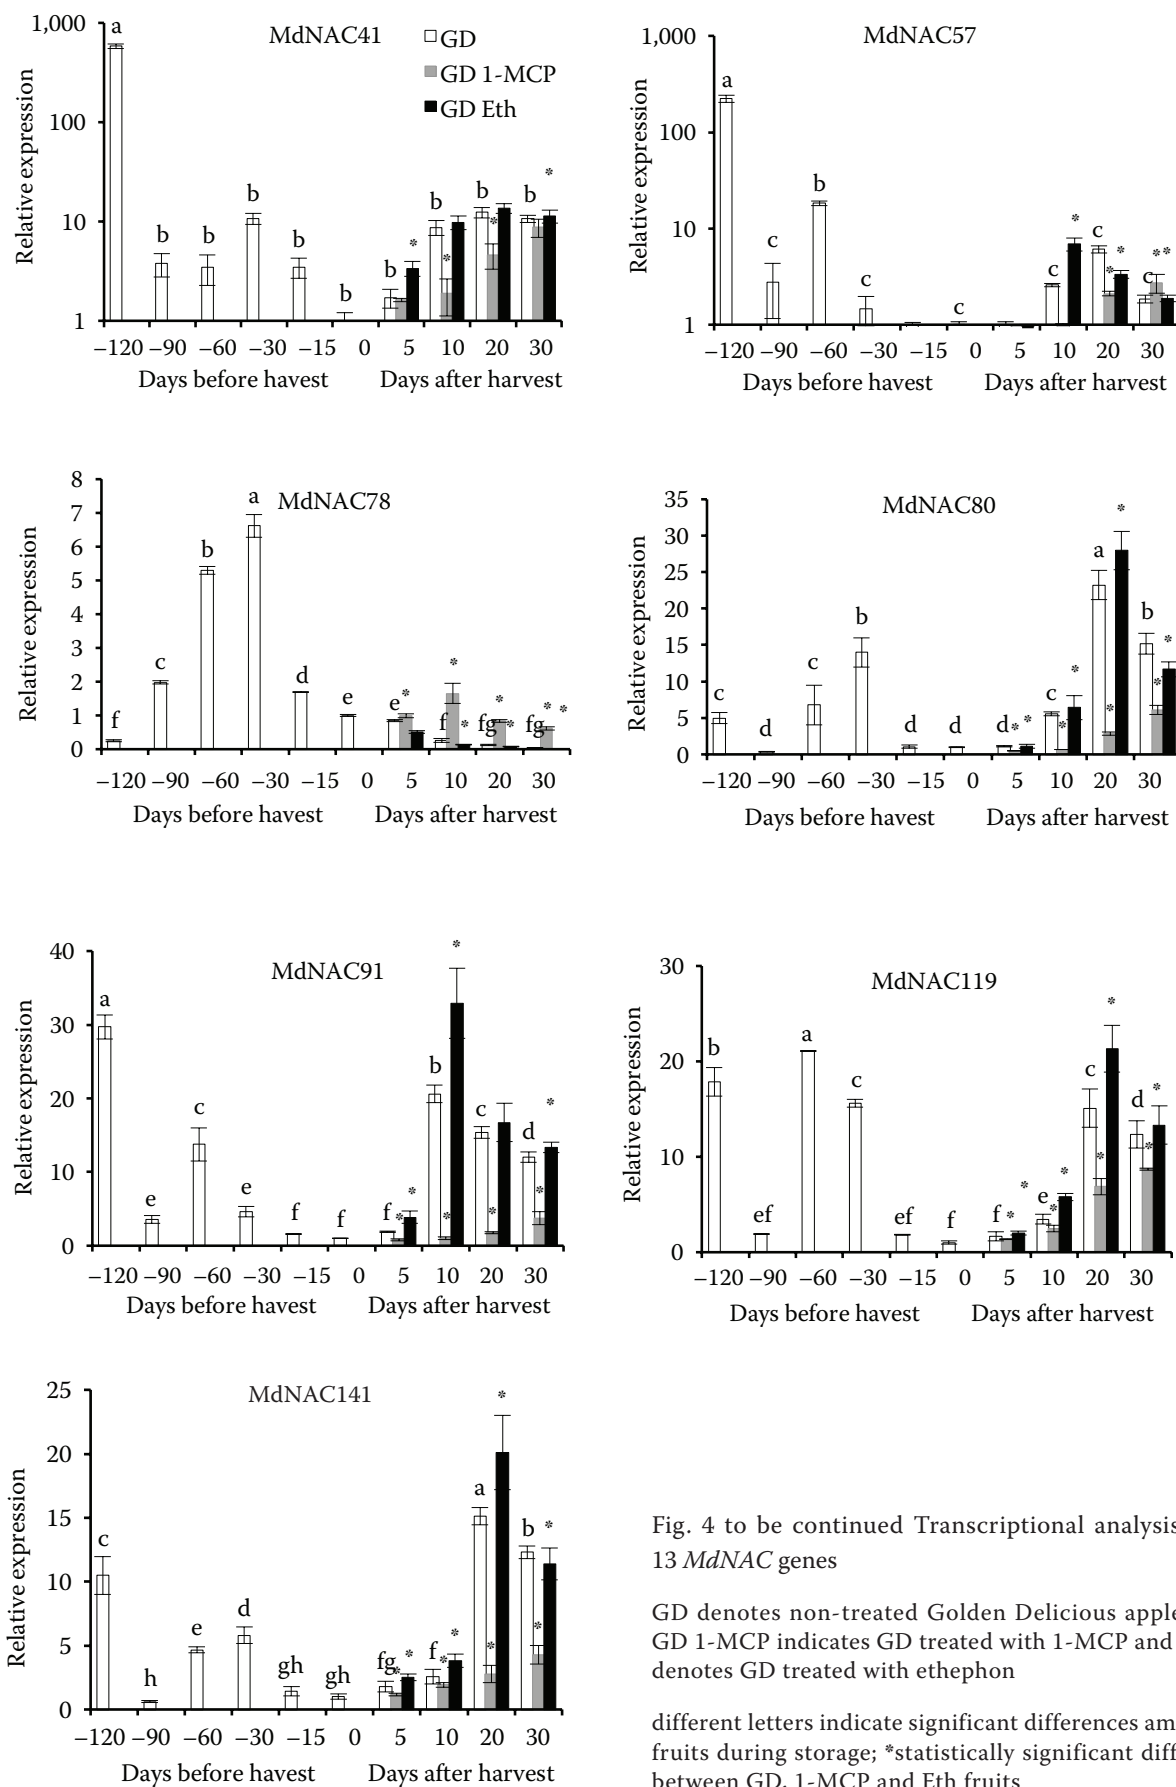 MdNAC41
GD
GD 1-MCP
GD Eth
Relative expression
1,000
100
10
1
a
b
b
b
b
b
b
b
b
b
*
*
*
*
−120 −90 −60 −30 −15 0 5 10 20 30
Days before havest Days after harvest
MdNAC57
Relative expression
1,000
100
10
1
a
c
b
c
c
c
c
c
*
*
*
*
*
−120 −90 −60 −30 −15 0 5 10 20 30
Days before havest Days after harvest
MdNAC78
Relative expression
8
7
6
5
4
3
2
1
0
f
c
b
a
d
e
e
f
fg
fg
*
*
*
*
*
*
*
−120 −90 −60 −30 −15 0 5 10 20 30
Days before havest Days after harvest
MdNAC80
Relative expression
35
30
25
20
15
10
5
0
c
d
c
b
d
d
d
c
a
b
*
*
*
*
*
*
*
*
−120 −90 −60 −30 −15 0 5 10 20 30
Days before havest Days after harvest
MdNAC91
Relative expression
40
30
20
10
0
a
e
c
e
f
f
f
b
c
d
*
*
*
*
*
*
*
−120 −90 −60 −30 −15 0 5 10 20 30
Days before havest Days after harvest
MdNAC119
Relative expression
30
20
10
0
b
ef
a
c
ef
f
f
e
c
d
*
*
*
*
*
*
*
*
−120 −90 −60 −30 −15 0 5 10 20 30
Days before havest Days after harvest
MdNAC141
Relative expression
25
20
15
10
5
0
c
h
e
d
gh
gh
fg
f
a
b
*
*
*
*
*
*
*
*
−120 −90 −60 −30 −15 0 5 10 20 30
Days before havest Days after harvest
Fig. 4 to be continued Transcriptional analysis
13 MdNAC genes
GD denotes non-treated Golden Delicious apple
GD 1-MCP indicates GD treated with 1-MCP and
denotes GD treated with ethephon
different letters indicate significant differences am
fruits during storage; *statistically significant diff
between GD, 1-MCP and Eth fruits